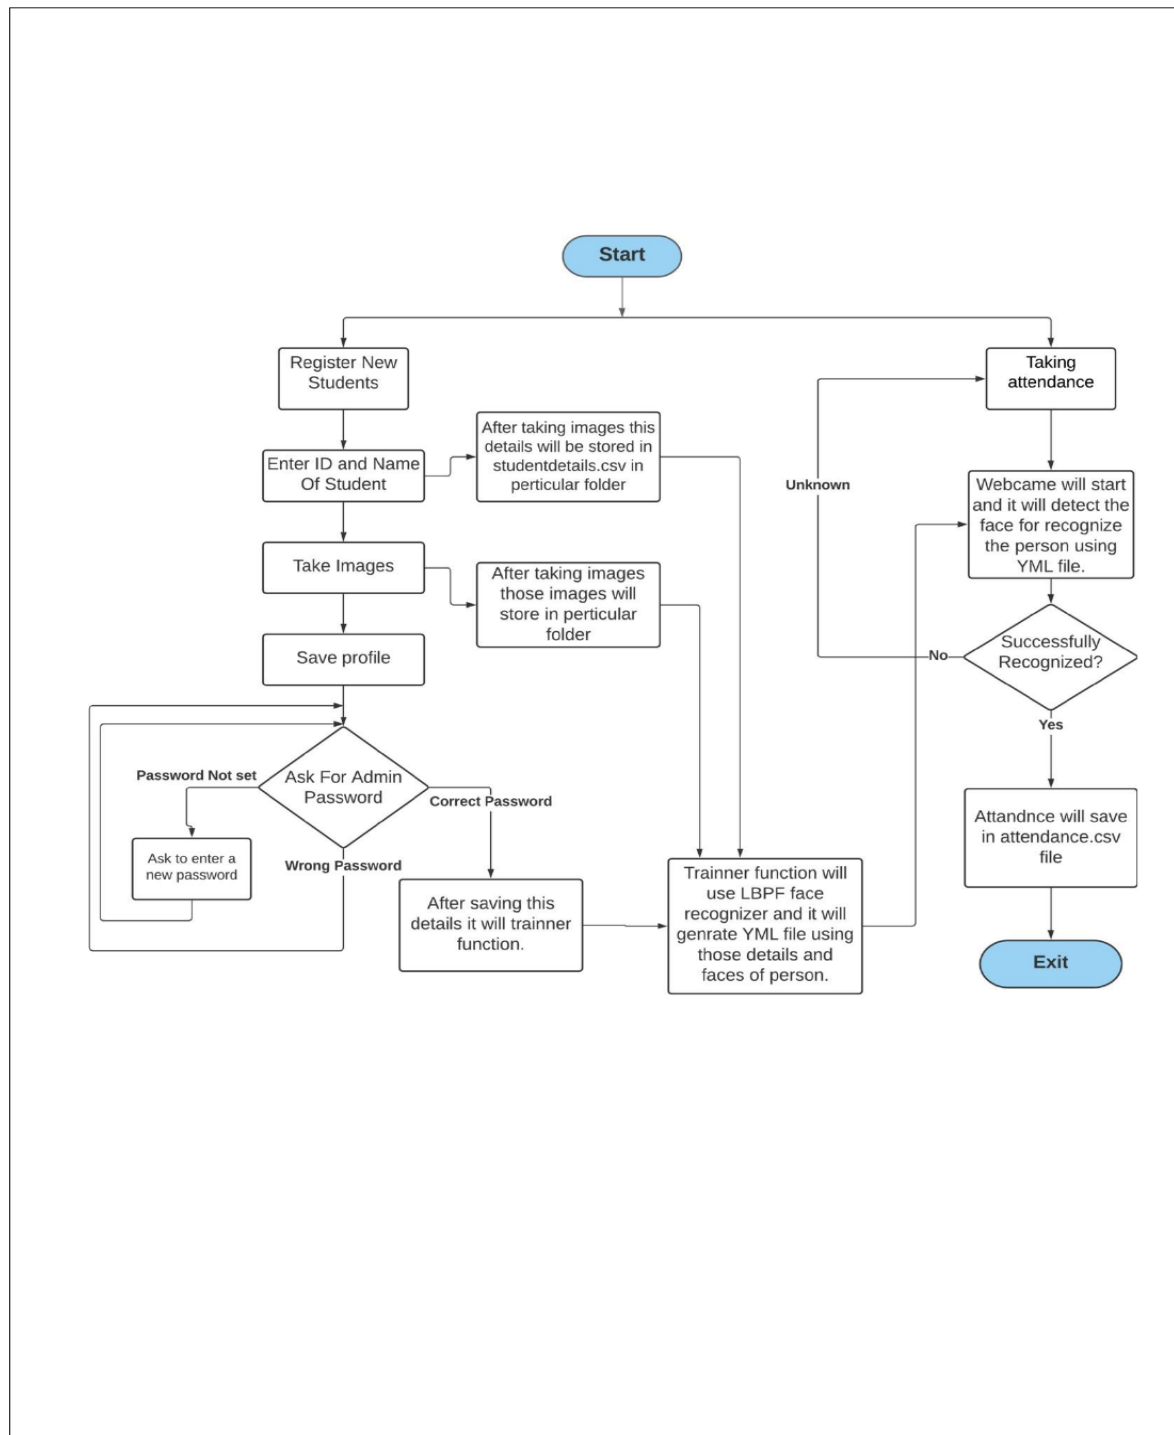 Start
Register New
Students
Taking
attendance
Enter ID and Name
Of Student
After taking images this
details will be stored in
studentdetails.csv in
perticular folder
Unknown
Webcame will start
and it will detect the
face for recognize
the person using
YML file.
Take Images
After taking images
those images will
store in perticular
folder
Save profile
No
Successfully
Recognized?
Yes
Password Not set
Ask For Admin
Password
Correct Password
Ask to enter a
new password
Wrong Password
After saving this
details it will trainner
function.
Trainner function will
use LBPF face
recognizer and it will
genrate YML file using
those details and
faces of person.
Attandnce will save
in attendance.csv
file
Exit